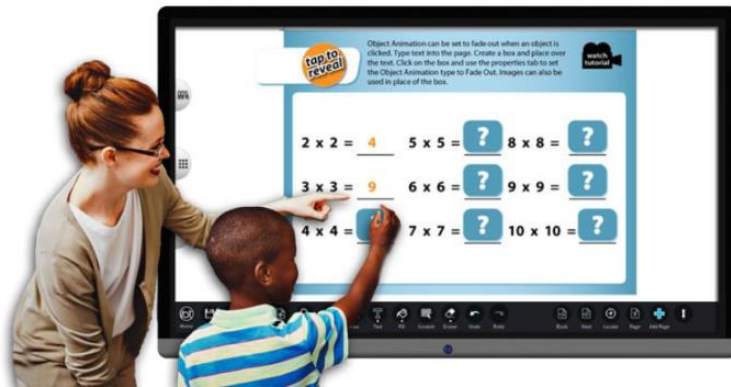 tap to
reveal
Object Animation can be set to fade out when an object is
clicked. Type text into the page. Create a box and place over
the text. Click on the box and use the properties tab to set
the Object Animation type to Fade Out. Images can also be
used in place of the box.
watch
tutorial
2 x 2 = 4 5 x 5 = ? 8 x 8 = ?
3 x 3 = 9 6 x 6 = ? 9 x 9 = ?
4 x 4 = 7 x 7 = ? 10 x 10 = ?
Text Fill Eraser Undo Redo Back Next Locate Page Add Page